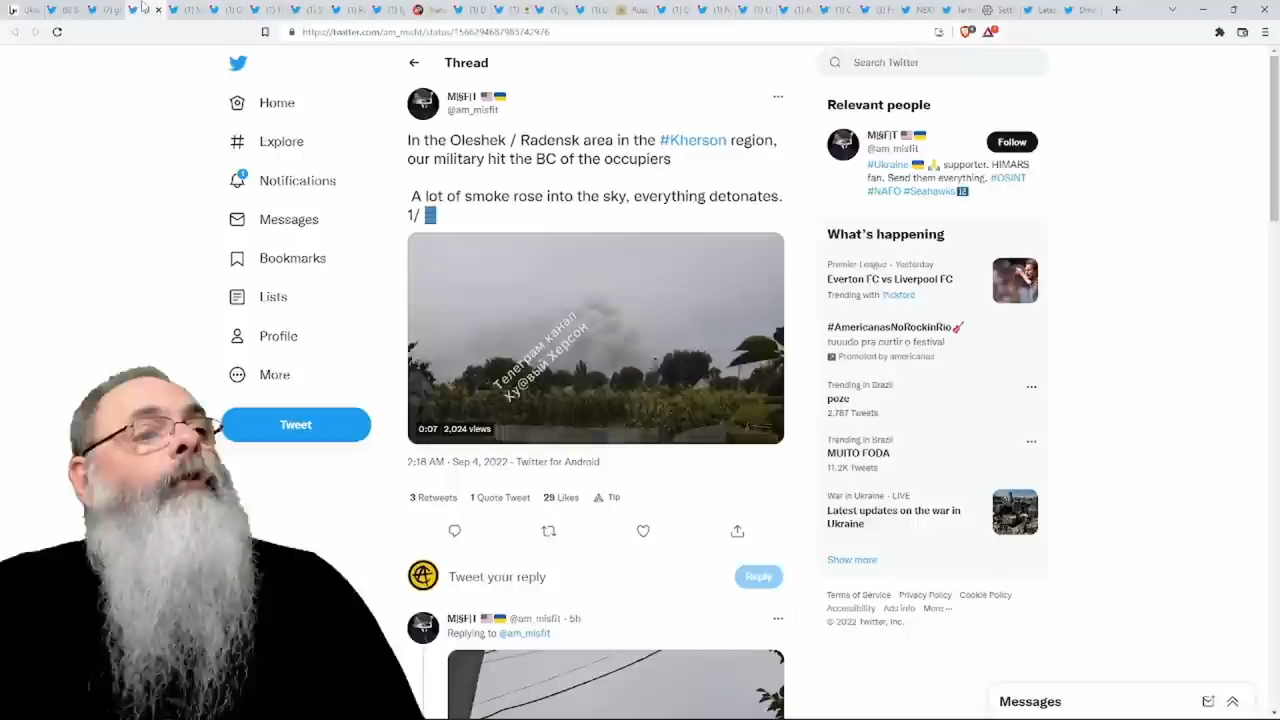 https://twitter.com/am_misfit/status/1566294687983742976
Home
Explore
Notifications
Messages
Bookmarks
Lists
Profile
More
Tweet
Thread
@am_misfit
In the Oleshek / Radensk area in the #Kherson region,
our military hit the BC of the occupiers
A lot of smoke rose into the sky, everything detonates.
1/
Телеграм канал
Ху@вый Херсон
0:07 2,024 views
2:18 AM · Sep 4, 2022 · Twitter for Android
3 Retweets 1 Quote Tweet 29 Likes Tip
Tweet your reply
Reply
@am_misfit · 5h
Replying to @am_misfit
Search Twitter
Relevant people
@am_misfit
Follow
#Ukraine supporter. HIMARS
fan. Send them everything. #OSINT
#NAFO #Seahawks
What's happening
Premier League · Yesterday
Everton FC vs Liverpool FC
Trending with Pickford
#AmericanasNoRockinRio
tuuudo pra curtir o festival
Promoted by americanas
Trending in Brazil
poze
2,787 Tweets
Trending in Brazil
MUITO FODA
11.2K Tweets
War in Ukraine · LIVE
Latest updates on the war in
Ukraine
Show more
Terms of Service Privacy Policy Cookie Policy
Accessibility Ads info More ···
© 2022 Twitter, Inc.
Messages